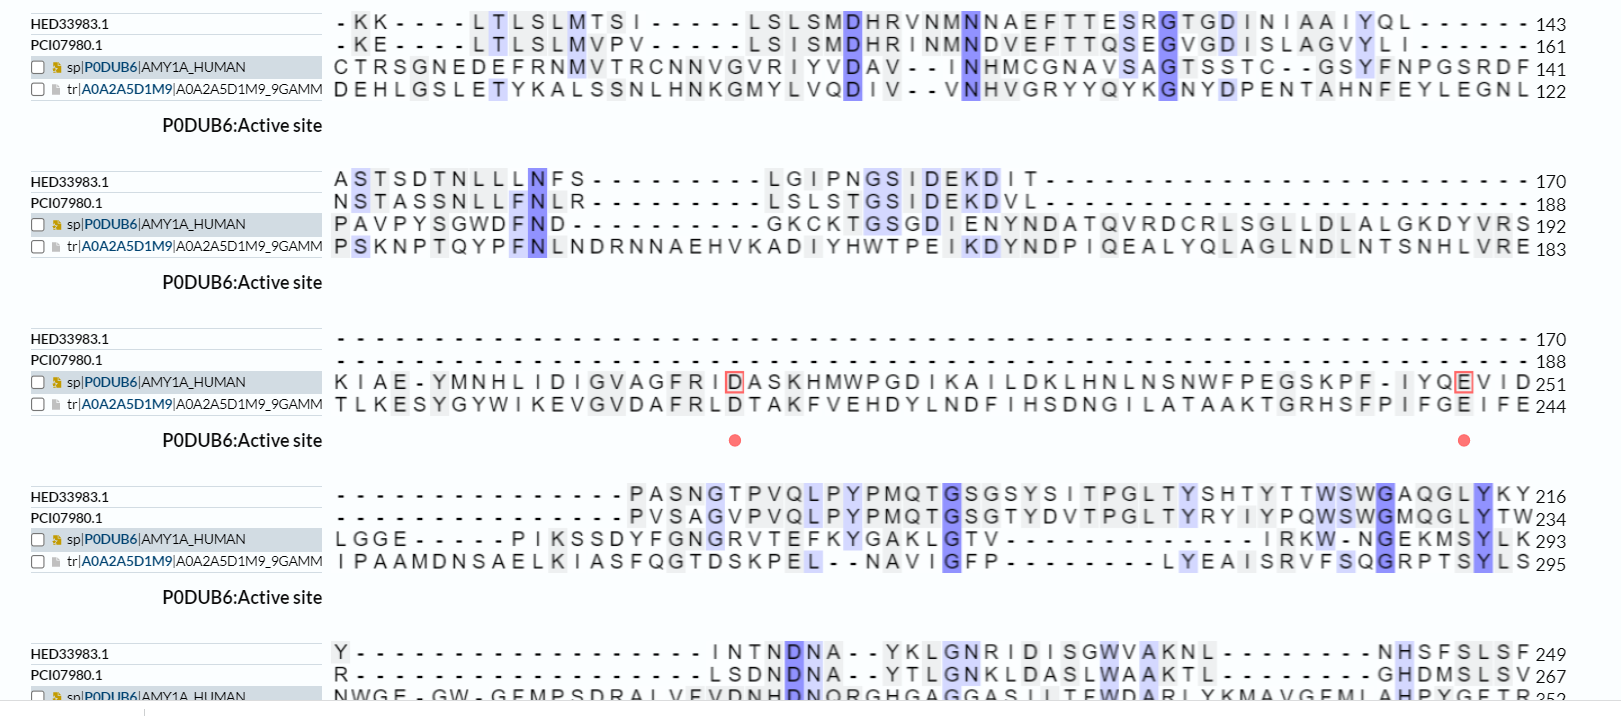 HED33983.1 -KK----LTLSLMTSI-----LSLSMDHRVNMNNAEFTTESRGTGDINIAAIYQL------ 143
PCI07980.1 -KE----LTLSLMVPV-----LSISMDHRINMNDVEFTTQSEGVGDISLAGVYLI------ 161
sp|P0DUB6|AMY1A_HUMAN CTRSGNEDEFRNMVTRCNNVGVRIYVDAV--INHMCGNAVSAGTSSTC--GSYFNPGSRDF 141
tr|A0A2A5D1M9|A0A2A5D1M9_9GAMM DEHLGSLETYKALSSNLHNKGMYLVQDIV--VNHVGRYYQYKGNYDPENTAHNFEYLEGNL 122
P0DUB6:Active site
HED33983.1 ASTSDTNLLLNFS---------LGIPNGSIDEKDIT------------------------- 170
PCI07980.1 NSTASSNLLFNLR---------LSLSTGSIDEKDVL------------------------- 188
sp|P0DUB6|AMY1A_HUMAN PAVPYSGWDFND----------GKCKTGSGDIENYNDATQVRDCRLSGLLDLALGKDYVRS 192
tr|A0A2A5D1M9|A0A2A5D1M9_9GAMM PSKNPTQYPFNLNDRNNAEHVKADIYHWTPEIKDYNDPIQEALYQLAGLNDLNTSNHLVRE 183
P0DUB6:Active site
HED33983.1 ------------------------------------------------------------- 170
PCI07980.1 ------------------------------------------------------------- 188
sp|P0DUB6|AMY1A_HUMAN KIAE-YMNHLIDIGVAGFRIDASKHMWPGDIKAILDKLHNLNSNWFPEGSKPF-IYQEVID 251
tr|A0A2A5D1M9|A0A2A5D1M9_9GAMM TLKESYGYWIKEVGVDAFRLDTAKFVEHDYLNDFIHSDNGILATAAKTGRHSFPIFGEIFE 244
P0DUB6:Active site
HED33983.1 ---------------PASNGTPVQLPYPMQTGSGSYSITPGLTYSHTYTTWSWGAQGLYKY 216
PCI07980.1 ---------------PVSAGVPVQLPYPMQTGSGTYDVTPGLTYRYIYPQWSWGMQGLYTW 234
sp|P0DUB6|AMY1A_HUMAN LGGE-----PIKSSDYFGNGRVTEFKYGAKLGTV-------------IRKW-NGEKMSYLK 293
tr|A0A2A5D1M9|A0A2A5D1M9_9GAMM IPAAMDNSAELKIASFQGTDSKPEL--NAVIGFP--------LYEAISRVFSQGRPTSYLS 295
P0DUB6:Active site
HED33983.1 Y------------------INTNDNA--YKLGNRIDISGWVAKNL--------NHSFSLSF 249
PCI07980.1 R------------------LSDNDNA--YTLGNKLDASLWAAKTL--------GHDMSLSV 267
sp|P0DUB6|AMY1A_HUMAN NWGE-GW-GFMPSDRALVFVDNHDNQRGHGAGGASILTFWDARLYKMAVGFMLAHPYGFTR 352